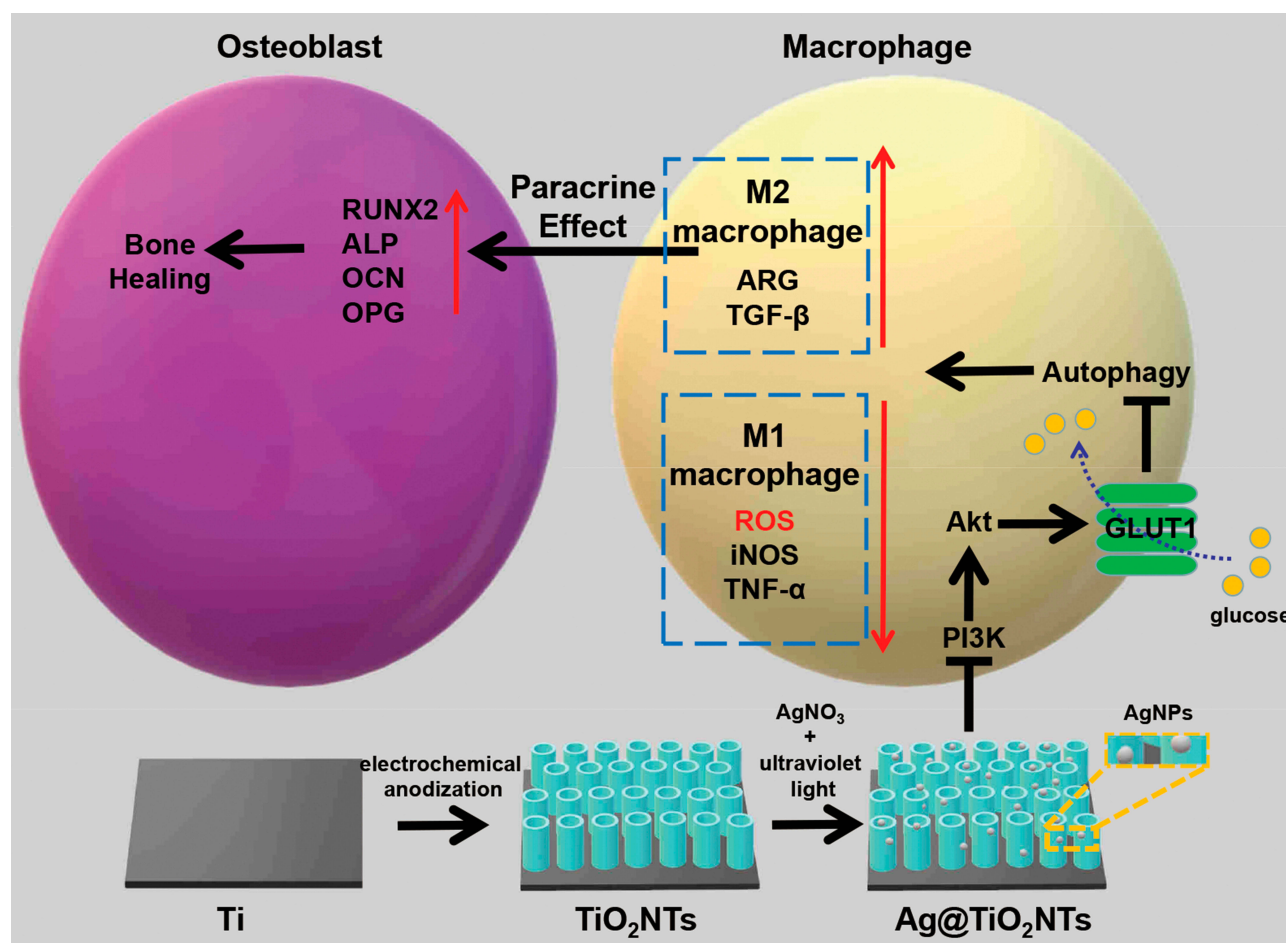 Osteoblast
Macrophage
Paracrine
Effect
M2
macrophage
ARG
TGF-β
RUNX2
ALP
OCN
OPG
Bone
Healing
Autophagy
M1
macrophage
ROS
iNOS
TNF-α
Akt
GLUT1
glucose
PI3K
AgNO₃
+
ultraviolet
light
AgNPs
electrochemical
anodization
Ti
TiO₂NTs
Ag@TiO₂NTs